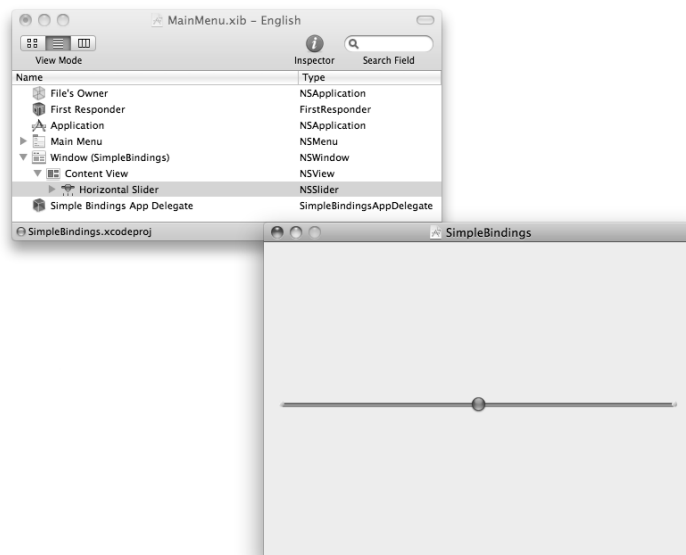 MainMenu.xib – English
View Mode
Inspector
Search Field
Name Type
File's Owner NSApplication
First Responder FirstResponder
Application NSApplication
Main Menu NSMenu
Window (SimpleBindings) NSWindow
Content View NSView
Horizontal Slider NSSlider
Simple Bindings App Delegate SimpleBindingsAppDelegate
SimpleBindings.xcodeproj
SimpleBindings